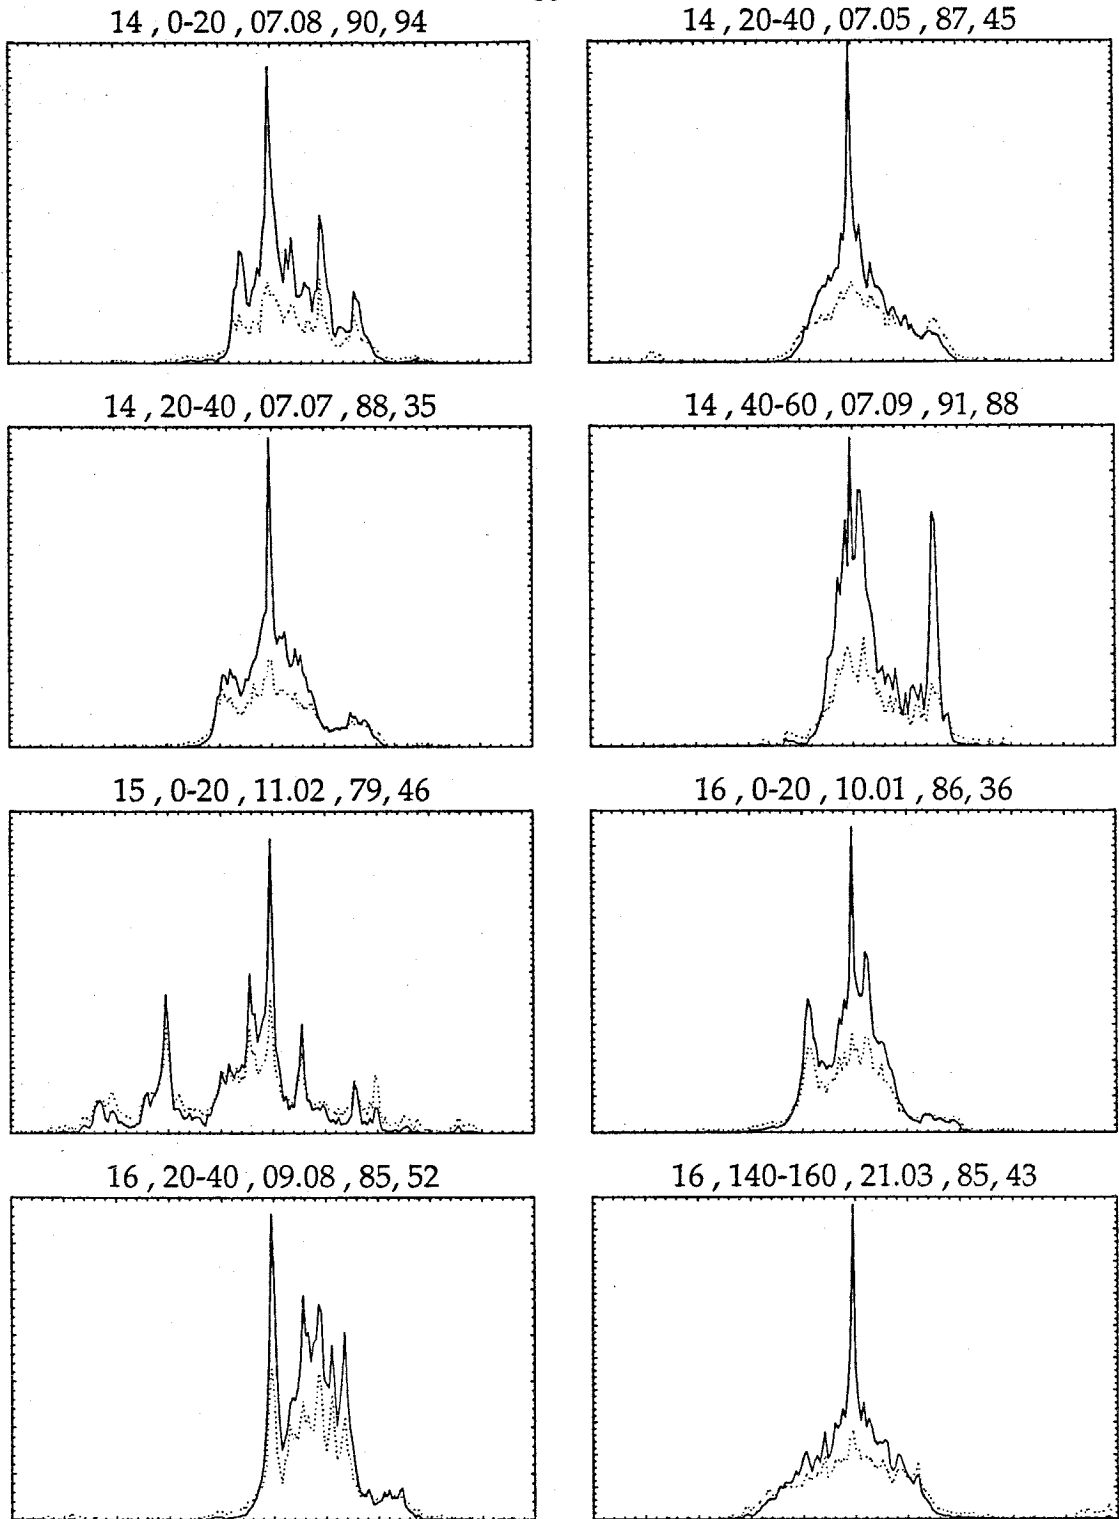 14 , 0-20 , 07.08 , 90, 94
14 , 20-40 , 07.05 , 87, 45
14 , 20-40 , 07.07 , 88, 35
14 , 40-60 , 07.09 , 91, 88
15 , 0-20 , 11.02 , 79, 46
16 , 0-20 , 10.01 , 86, 36
16 , 20-40 , 09.08 , 85, 52
16 , 140-160 , 21.03 , 85, 43